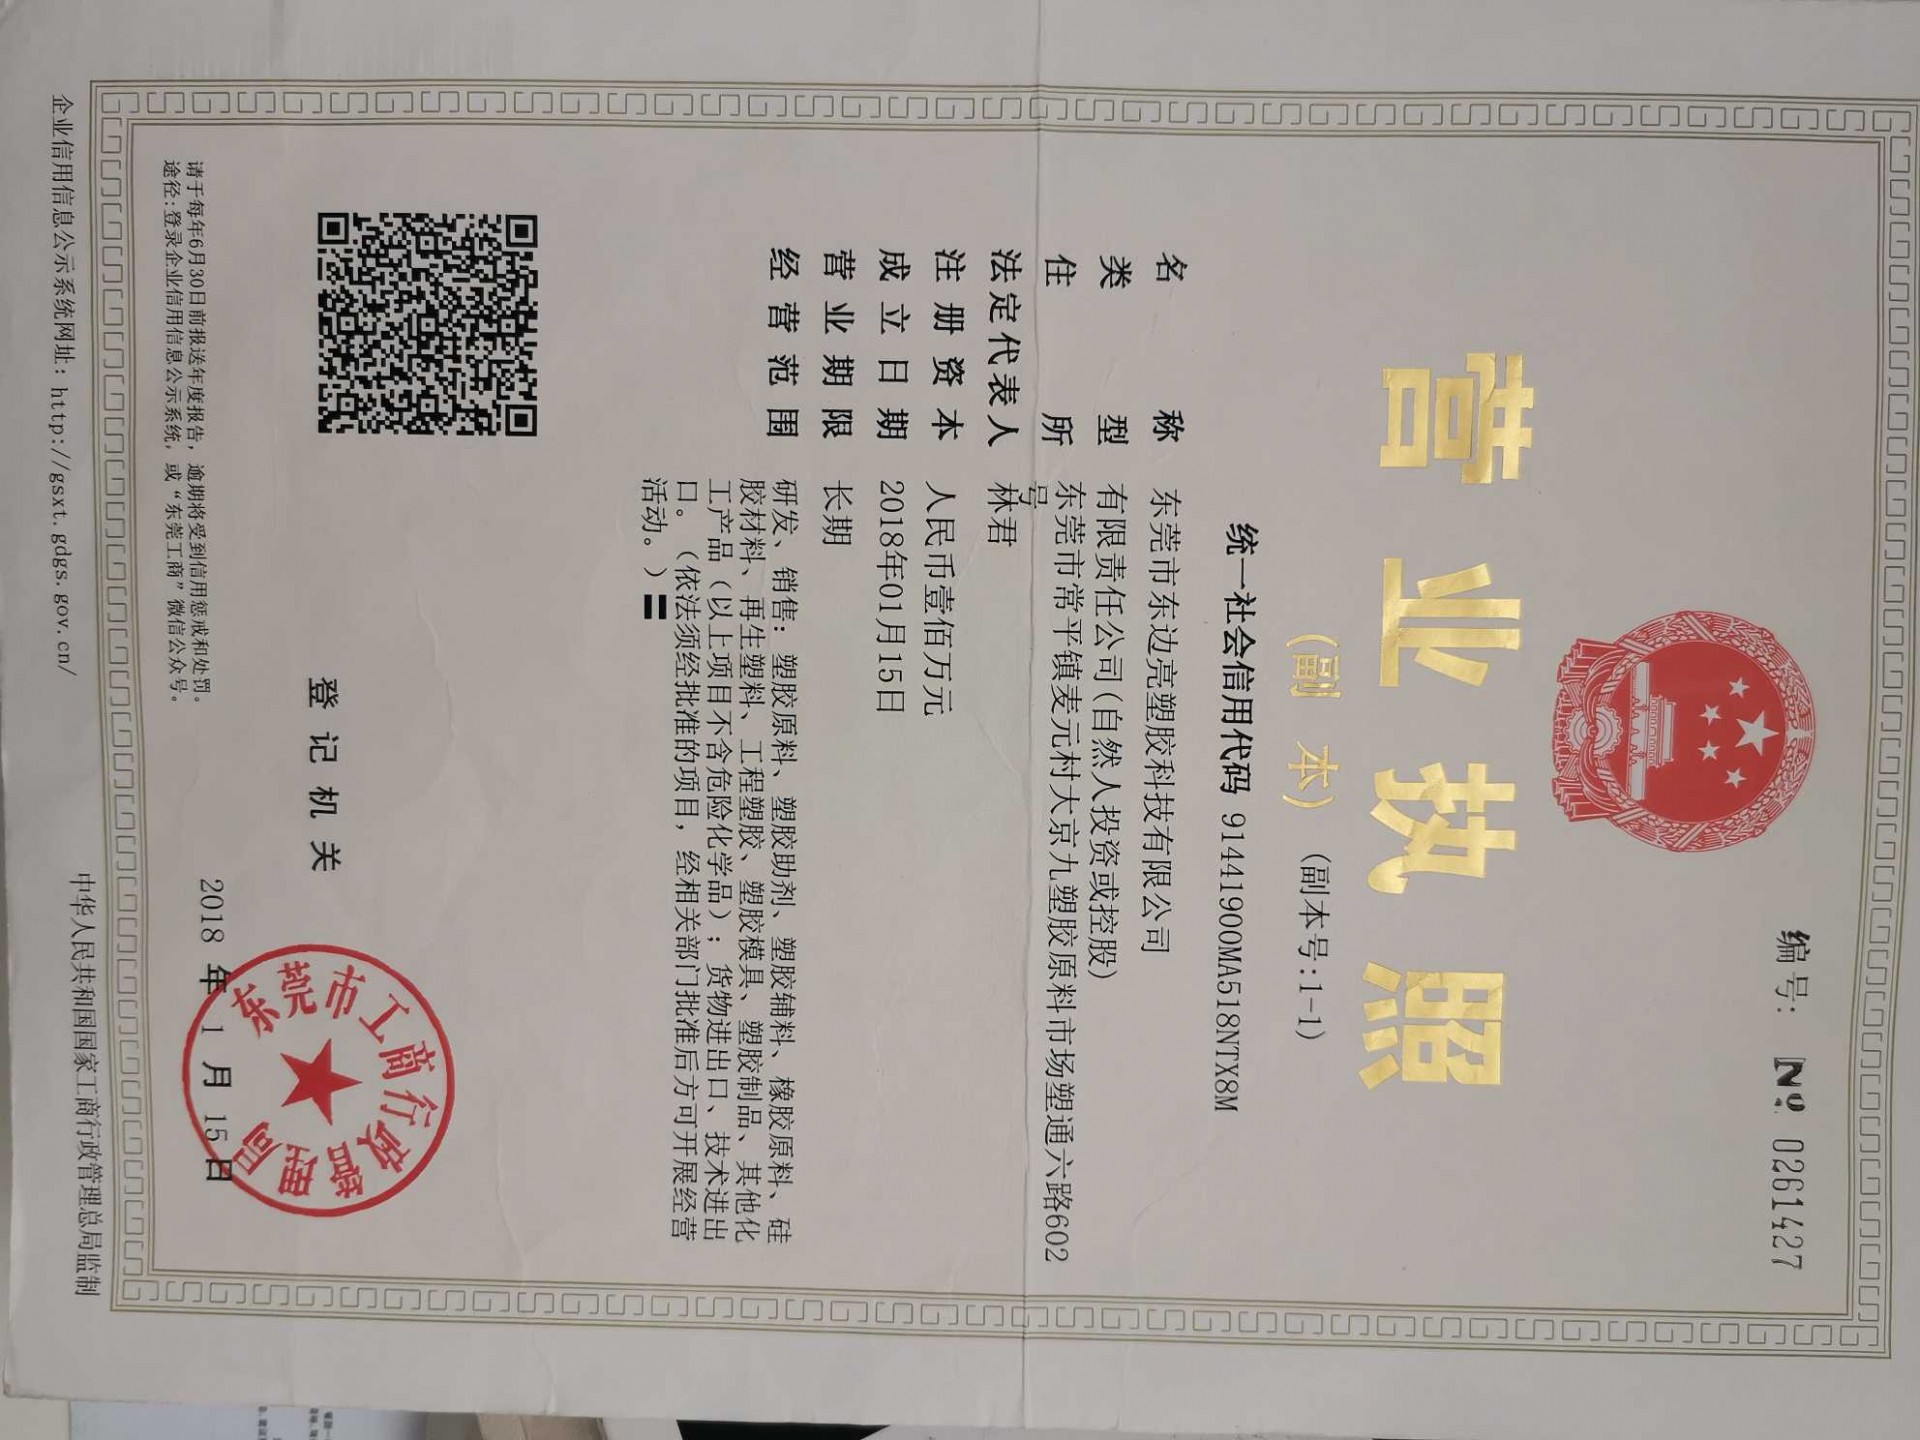 编号: № 0261427
营业执照
(副 本) (副本号:1-1)
统一社会信用代码 91441900MA518NTX8M
名称 东莞市东边亮塑胶科技有限公司
类型 有限责任公司(自然人投资或控股)
住所 东莞市常平镇麦元村大京九塑胶原料市场塑通六路602
号
法定代表人 林君
注册资本 人民币壹佰万元
成立日期 2018年01月15日
营业期限 长期
经营范围 研发、销售：塑胶原料、塑胶助剂、塑胶辅料、橡胶原料、硅
胶材料、再生塑料、工程塑胶、塑胶模具、塑胶制品、其他化
工产品（以上项目不含危险化学品）；货物进出口、技术进出
口。（依法须经批准的项目，经相关部门批准后方可开展经营
活动。）
登记机关
东莞市工商行政管理局
2018 年 1 月 15 日
请于每年6月30日前报送年度报告，逾期将受到信用惩戒和处罚。
途径:登录企业信用信息公示系统，或“东莞工商”微信公众号。
企业信用信息公示系统网址: http://gsxt.gdgs.gov.cn/
中华人民共和国国家工商行政管理总局监制